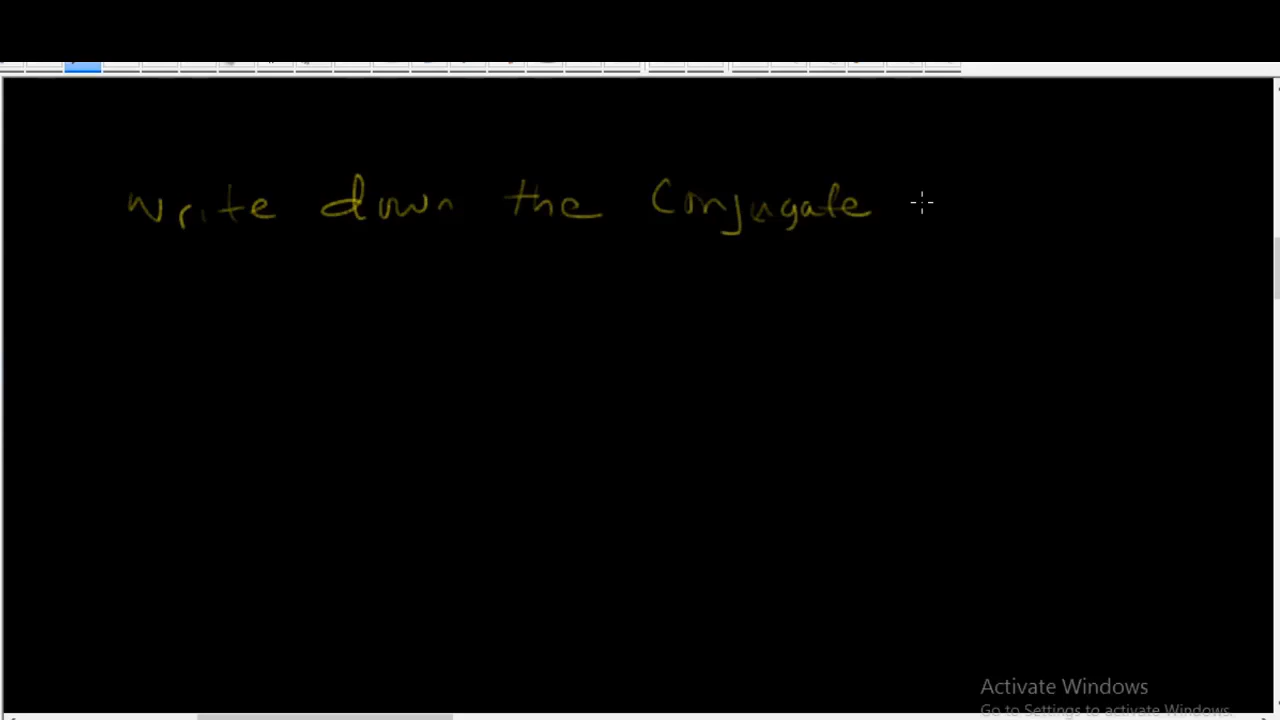 Write down the Conjugate
Activate Windows
Go to Settings to activate Windows.